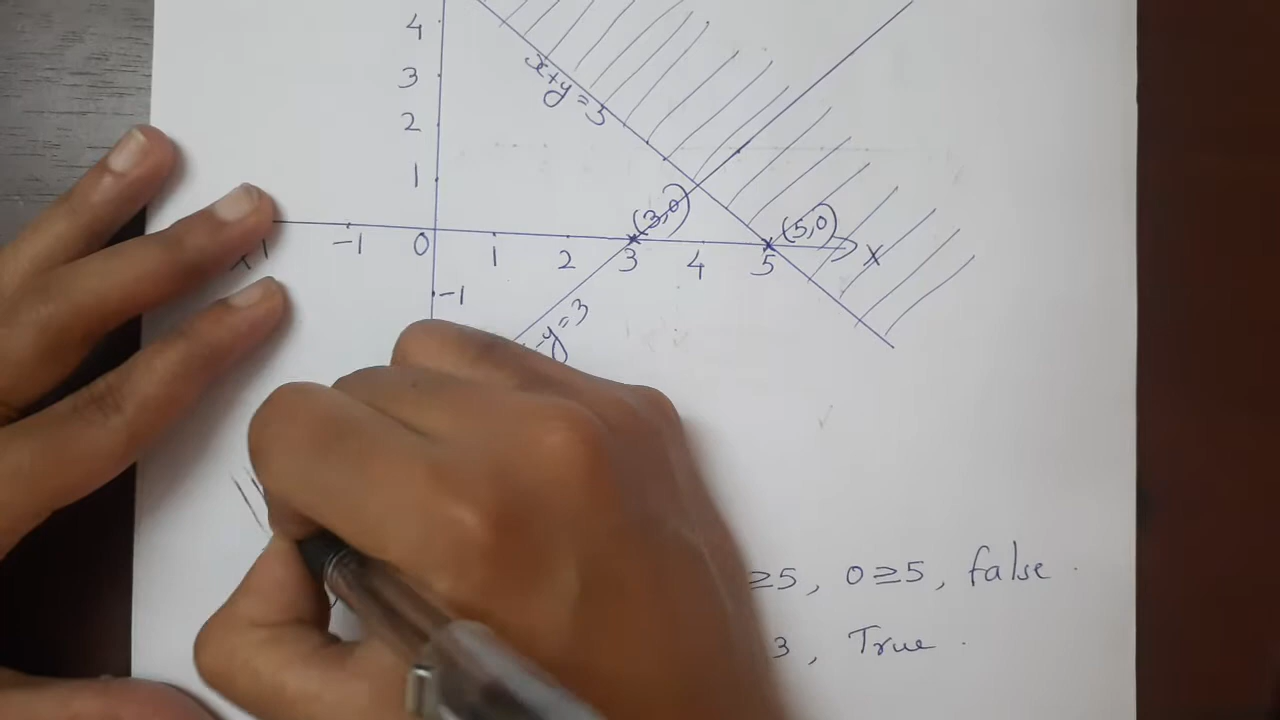 4
3
x+y=5
2
1
(3,0)
(5,0)
-1 0 1 2 3 4 5 X
-1
-y=3
≥5, 0≥5, false.
3, True.